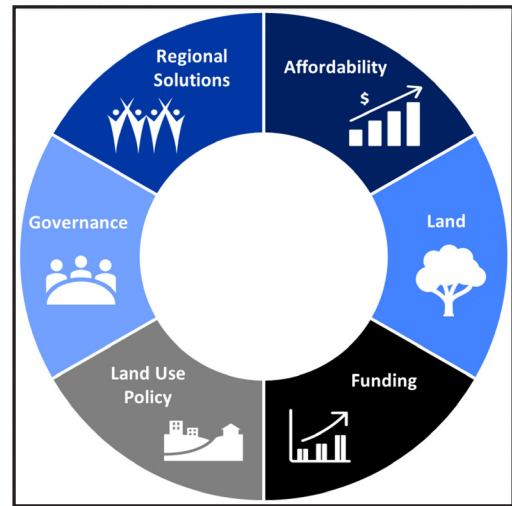 Regional
Solutions
Affordability
$
Governance
Land
Land Use
Policy
Funding